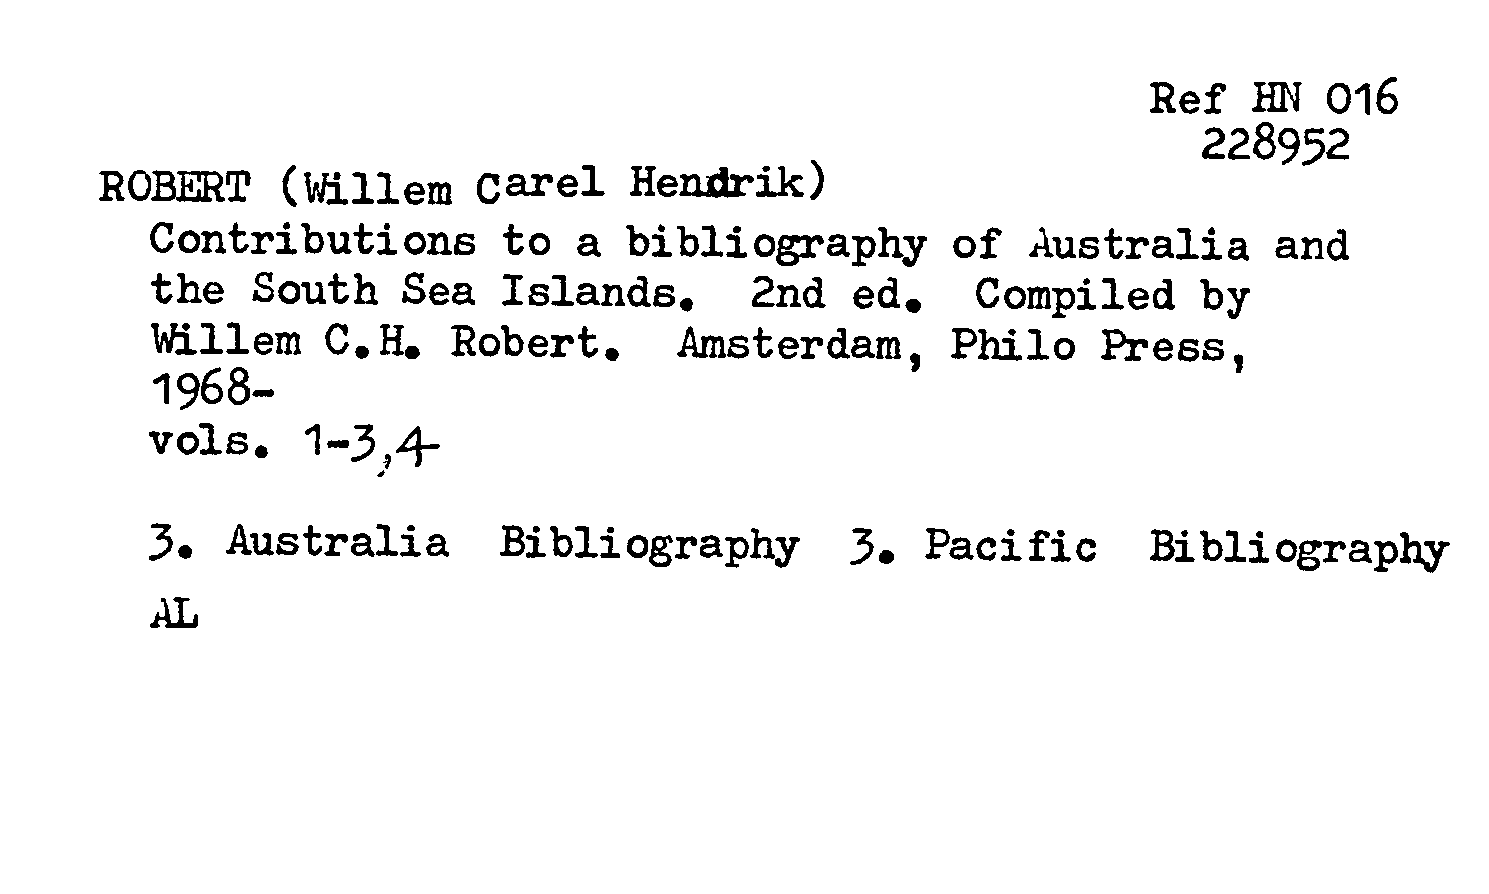 Ref HN 016
228952
ROBERT (Willem Carel Hendrik)
Contributions to a bibliography of Australia and
the South Sea Islands. 2nd ed. Compiled by
Willem C.H. Robert. Amsterdam, Philo Press,
1968-
vols. 1-3,4
3. Australia Bibliography 3. Pacific Bibliography
AL